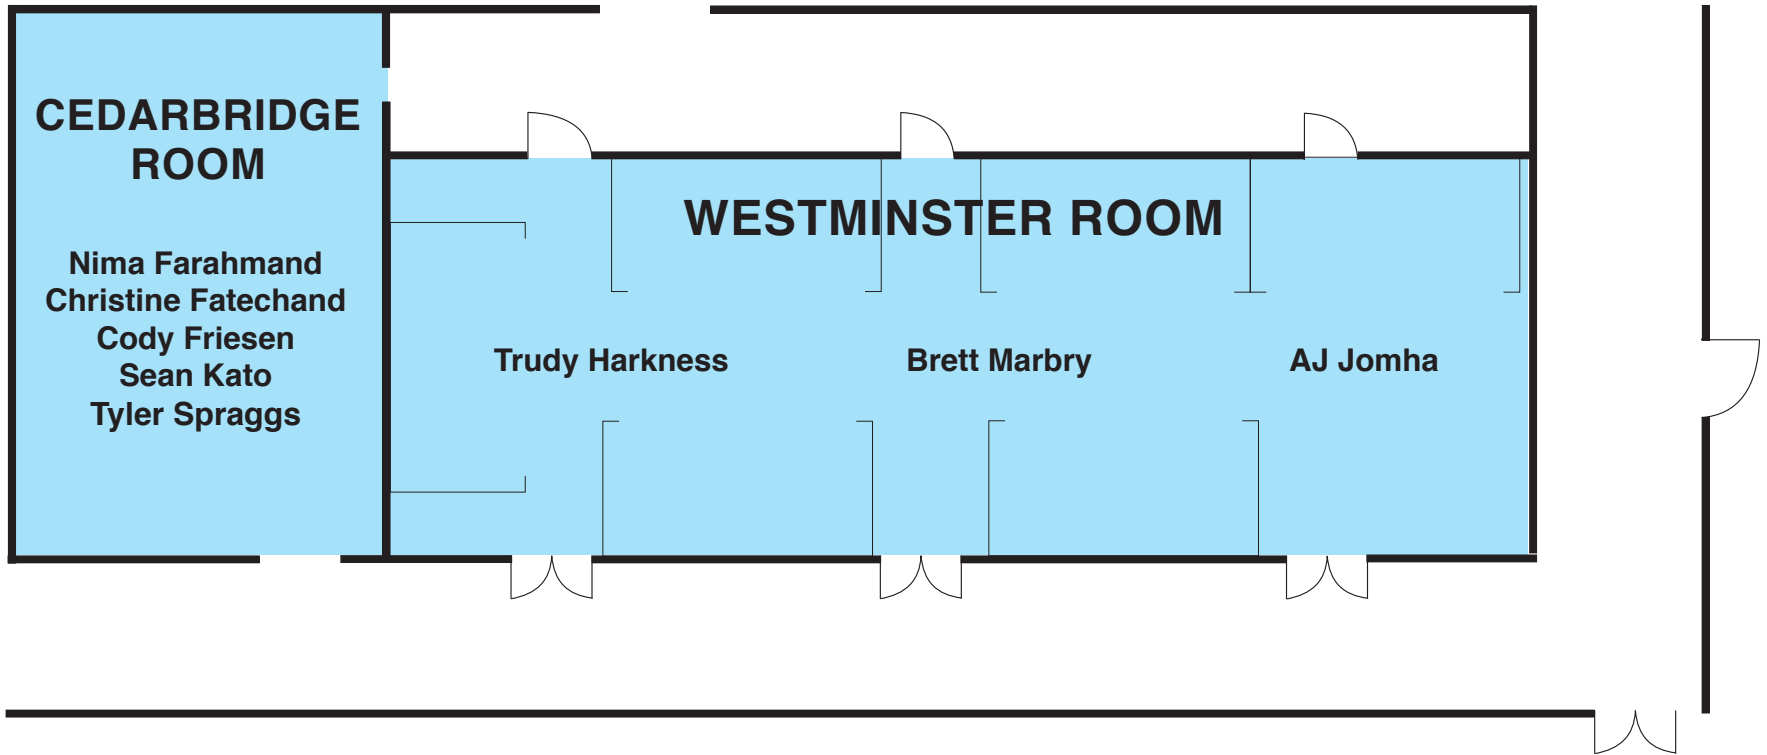 CEDARBRIDGE
ROOM
Nima Farahmand
Christine Fatechand
Cody Friesen
Sean Kato
Tyler Spraggs
WESTMINSTER ROOM
Trudy Harkness
Brett Marbry
AJ Jomha